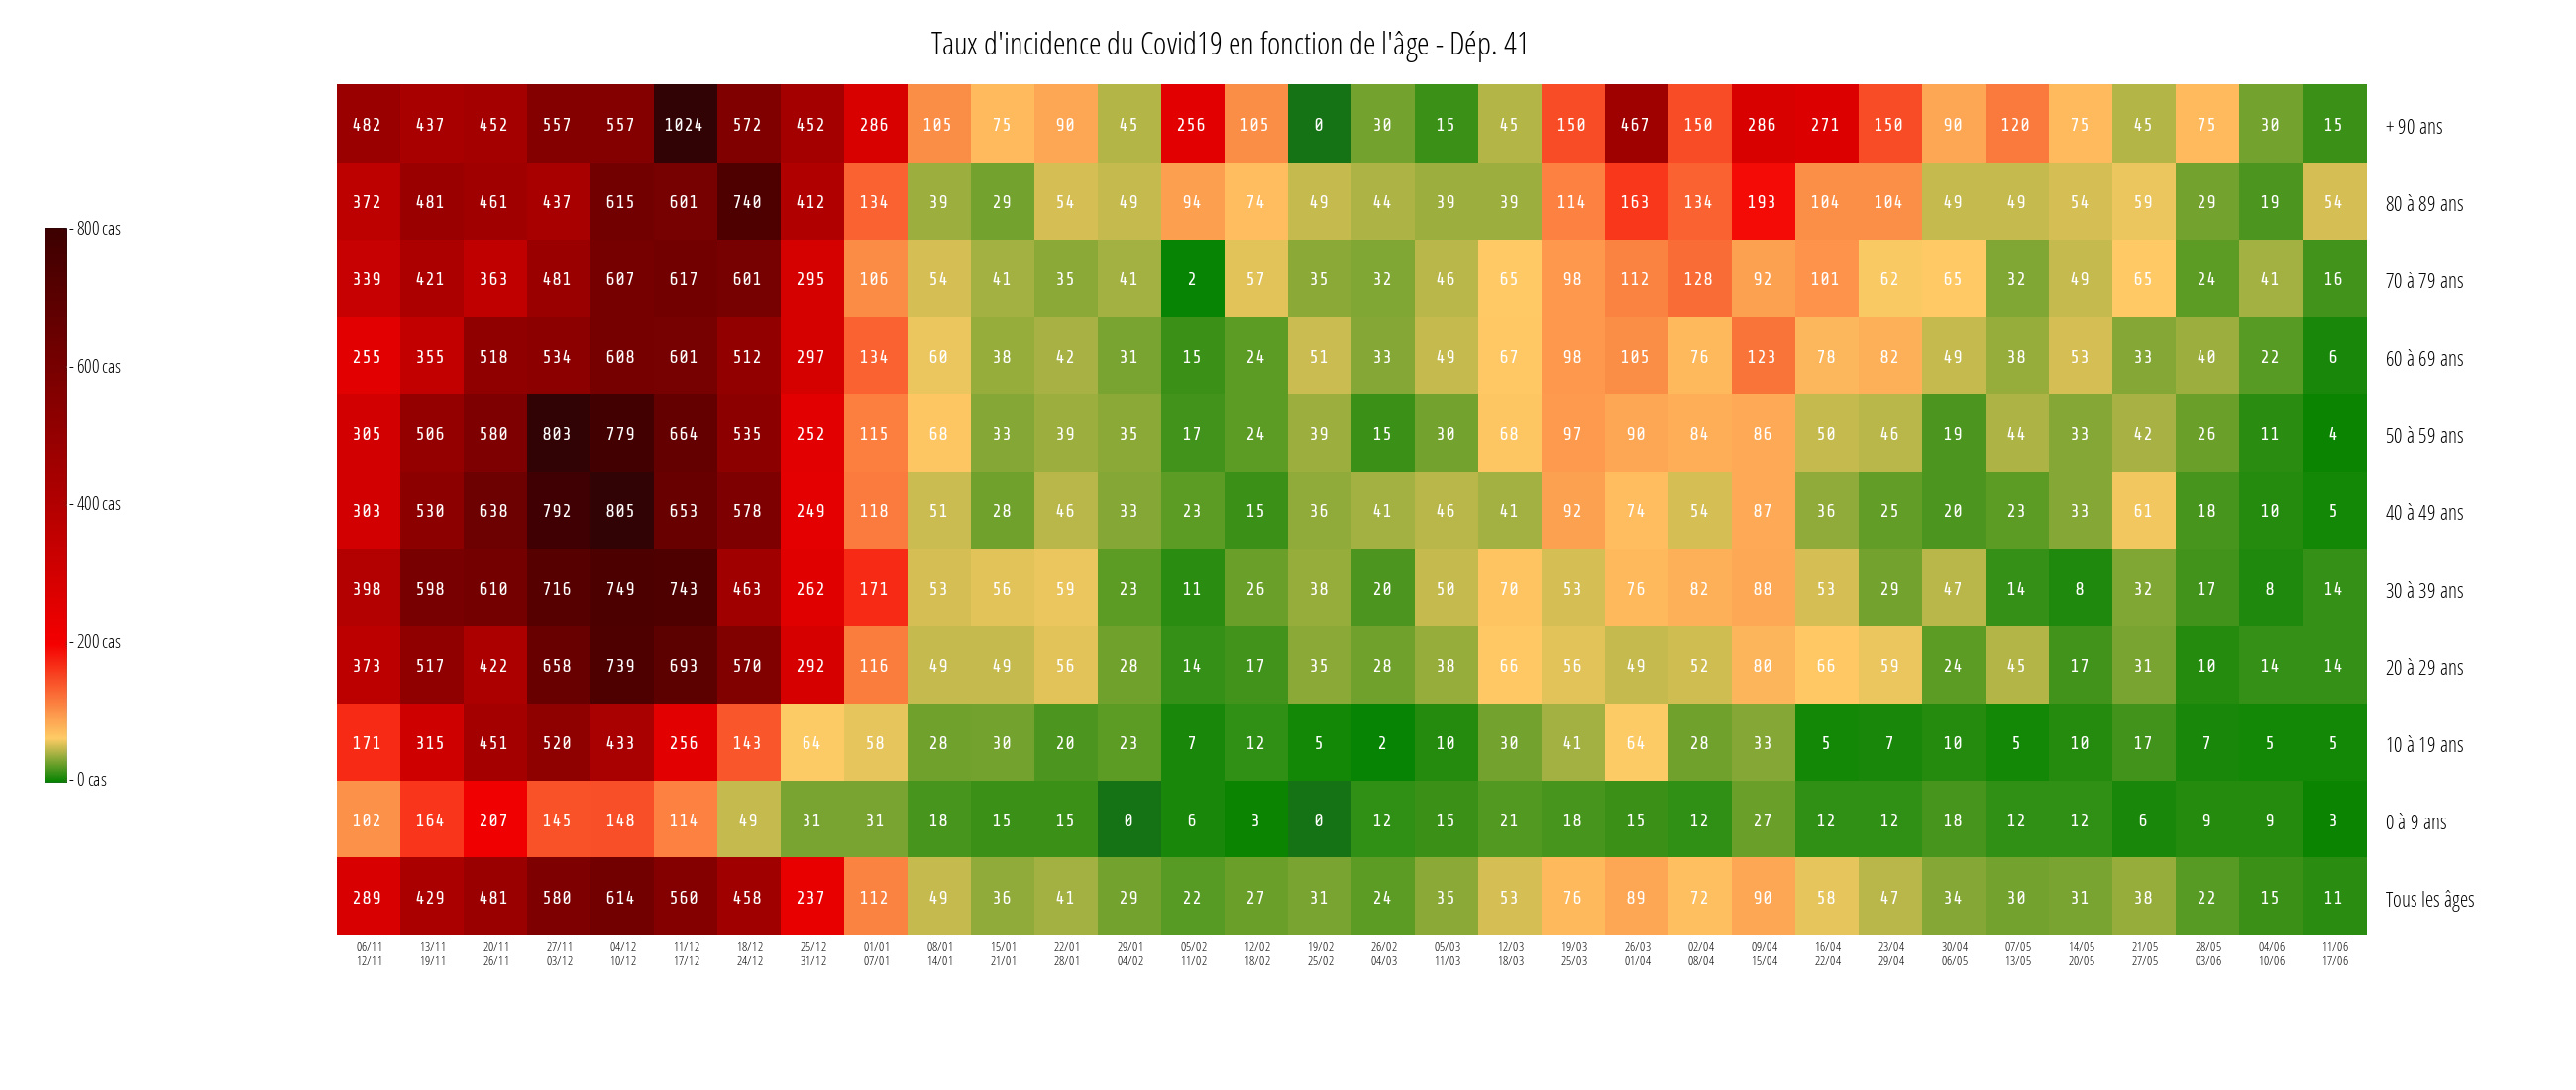 Taux d'incidence du Covid19 en fonction de l'âge - Dép. 41
- 800 cas
- 600 cas
- 400 cas
- 200 cas
- 0 cas
482 437 452 557 557 1024 572 452 286 105 75 90 45 256 105 0 30 15 45 150 467 150 286 271 150 90 120 75 45 75 30 15 + 90 ans
372 481 461 437 615 601 740 412 134 39 29 54 49 94 74 49 44 39 39 114 163 134 193 104 104 49 49 54 59 29 19 54 80 à 89 ans
339 421 363 481 607 617 601 295 106 54 41 35 41 2 57 35 32 46 65 98 112 128 92 101 62 65 32 49 65 24 41 16 70 à 79 ans
255 355 518 534 608 601 512 297 134 60 38 42 31 15 24 51 33 49 67 98 105 76 123 78 82 49 38 53 33 40 22 6 60 à 69 ans
305 506 580 803 779 664 535 252 115 68 33 39 35 17 24 39 15 30 68 97 90 84 86 50 46 19 44 33 42 26 11 4 50 à 59 ans
303 530 638 792 805 653 578 249 118 51 28 46 33 23 15 36 41 46 41 92 74 54 87 36 25 20 23 33 61 18 10 5 40 à 49 ans
398 598 610 716 749 743 463 262 171 53 56 59 23 11 26 38 20 50 70 53 76 82 88 53 29 47 14 8 32 17 8 14 30 à 39 ans
373 517 422 658 739 693 570 292 116 49 49 56 28 14 17 35 28 38 66 56 49 52 80 66 59 24 45 17 31 10 14 14 20 à 29 ans
171 315 451 520 433 256 143 64 58 28 30 20 23 7 12 5 2 10 30 41 64 28 33 5 7 10 5 10 17 7 5 5 10 à 19 ans
102 164 207 145 148 114 49 31 31 18 15 15 0 6 3 0 12 15 21 18 15 12 27 12 12 18 12 12 6 9 9 3 0 à 9 ans
289 429 481 580 614 560 458 237 112 49 36 41 29 22 27 31 24 35 53 76 89 72 90 58 47 34 30 31 38 22 15 11 Tous les âges
06/11 13/11 20/11 27/11 04/12 11/12 18/12 25/12 01/01 08/01 15/01 22/01 29/01 05/02 12/02 19/02 26/02 05/03 12/03 19/03 26/03 02/04 09/04 16/04 23/04 30/04 07/05 14/05 21/05 28/05 04/06 11/06
12/11 19/11 26/11 03/12 10/12 17/12 24/12 31/12 07/01 14/01 21/01 28/01 04/02 11/02 18/02 25/02 04/03 11/03 18/03 25/03 01/04 08/04 15/04 22/04 29/04 06/05 13/05 20/05 27/05 03/06 10/06 17/06